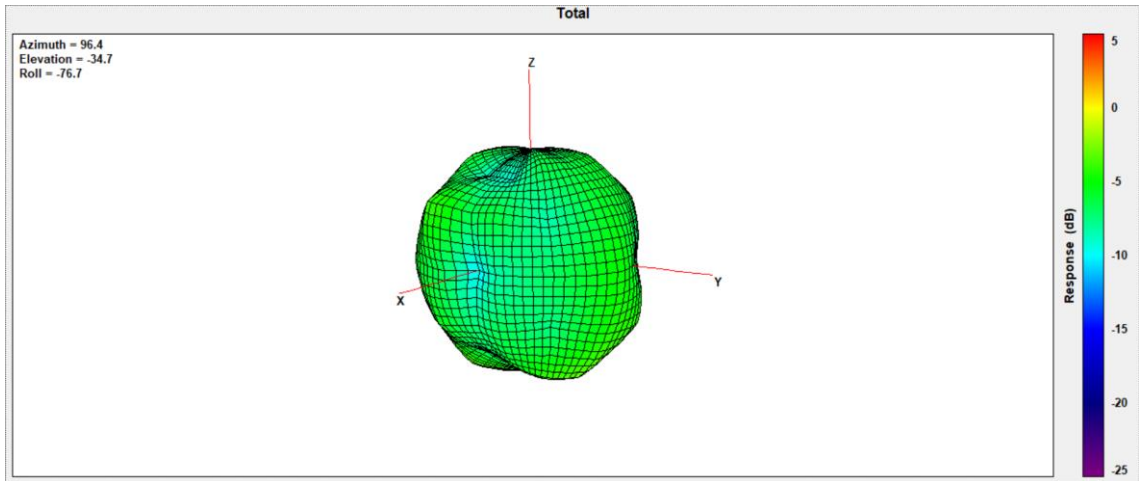 Total
Azimuth = 96.4
Elevation = -34.7
Roll = -76.7
Z
X
Y
5
0
-5
-10
-15
-20
-25
Response (dB)